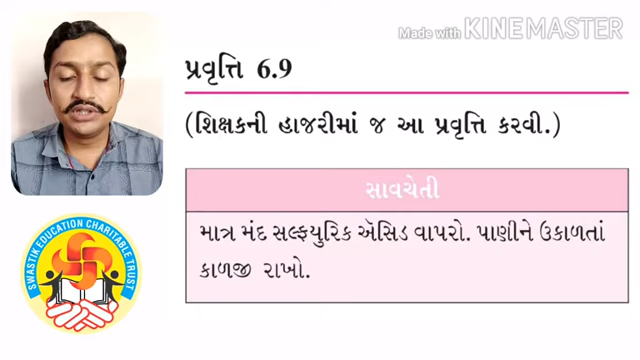 Made with KINEMASTER
પ્રવૃત્તિ 6.9
(શિક્ષકની હાજરીમાં જ આ પ્રવૃત્તિ કરવી.)
સાવચેતી
માત્ર મંદ સલ્ફ્યુરિક ઍસિડ વાપરો. પાણીને ઉકાળતાં
કાળજી રાખો.
SWASTIK EDUCATION CHARITABLE TRUST